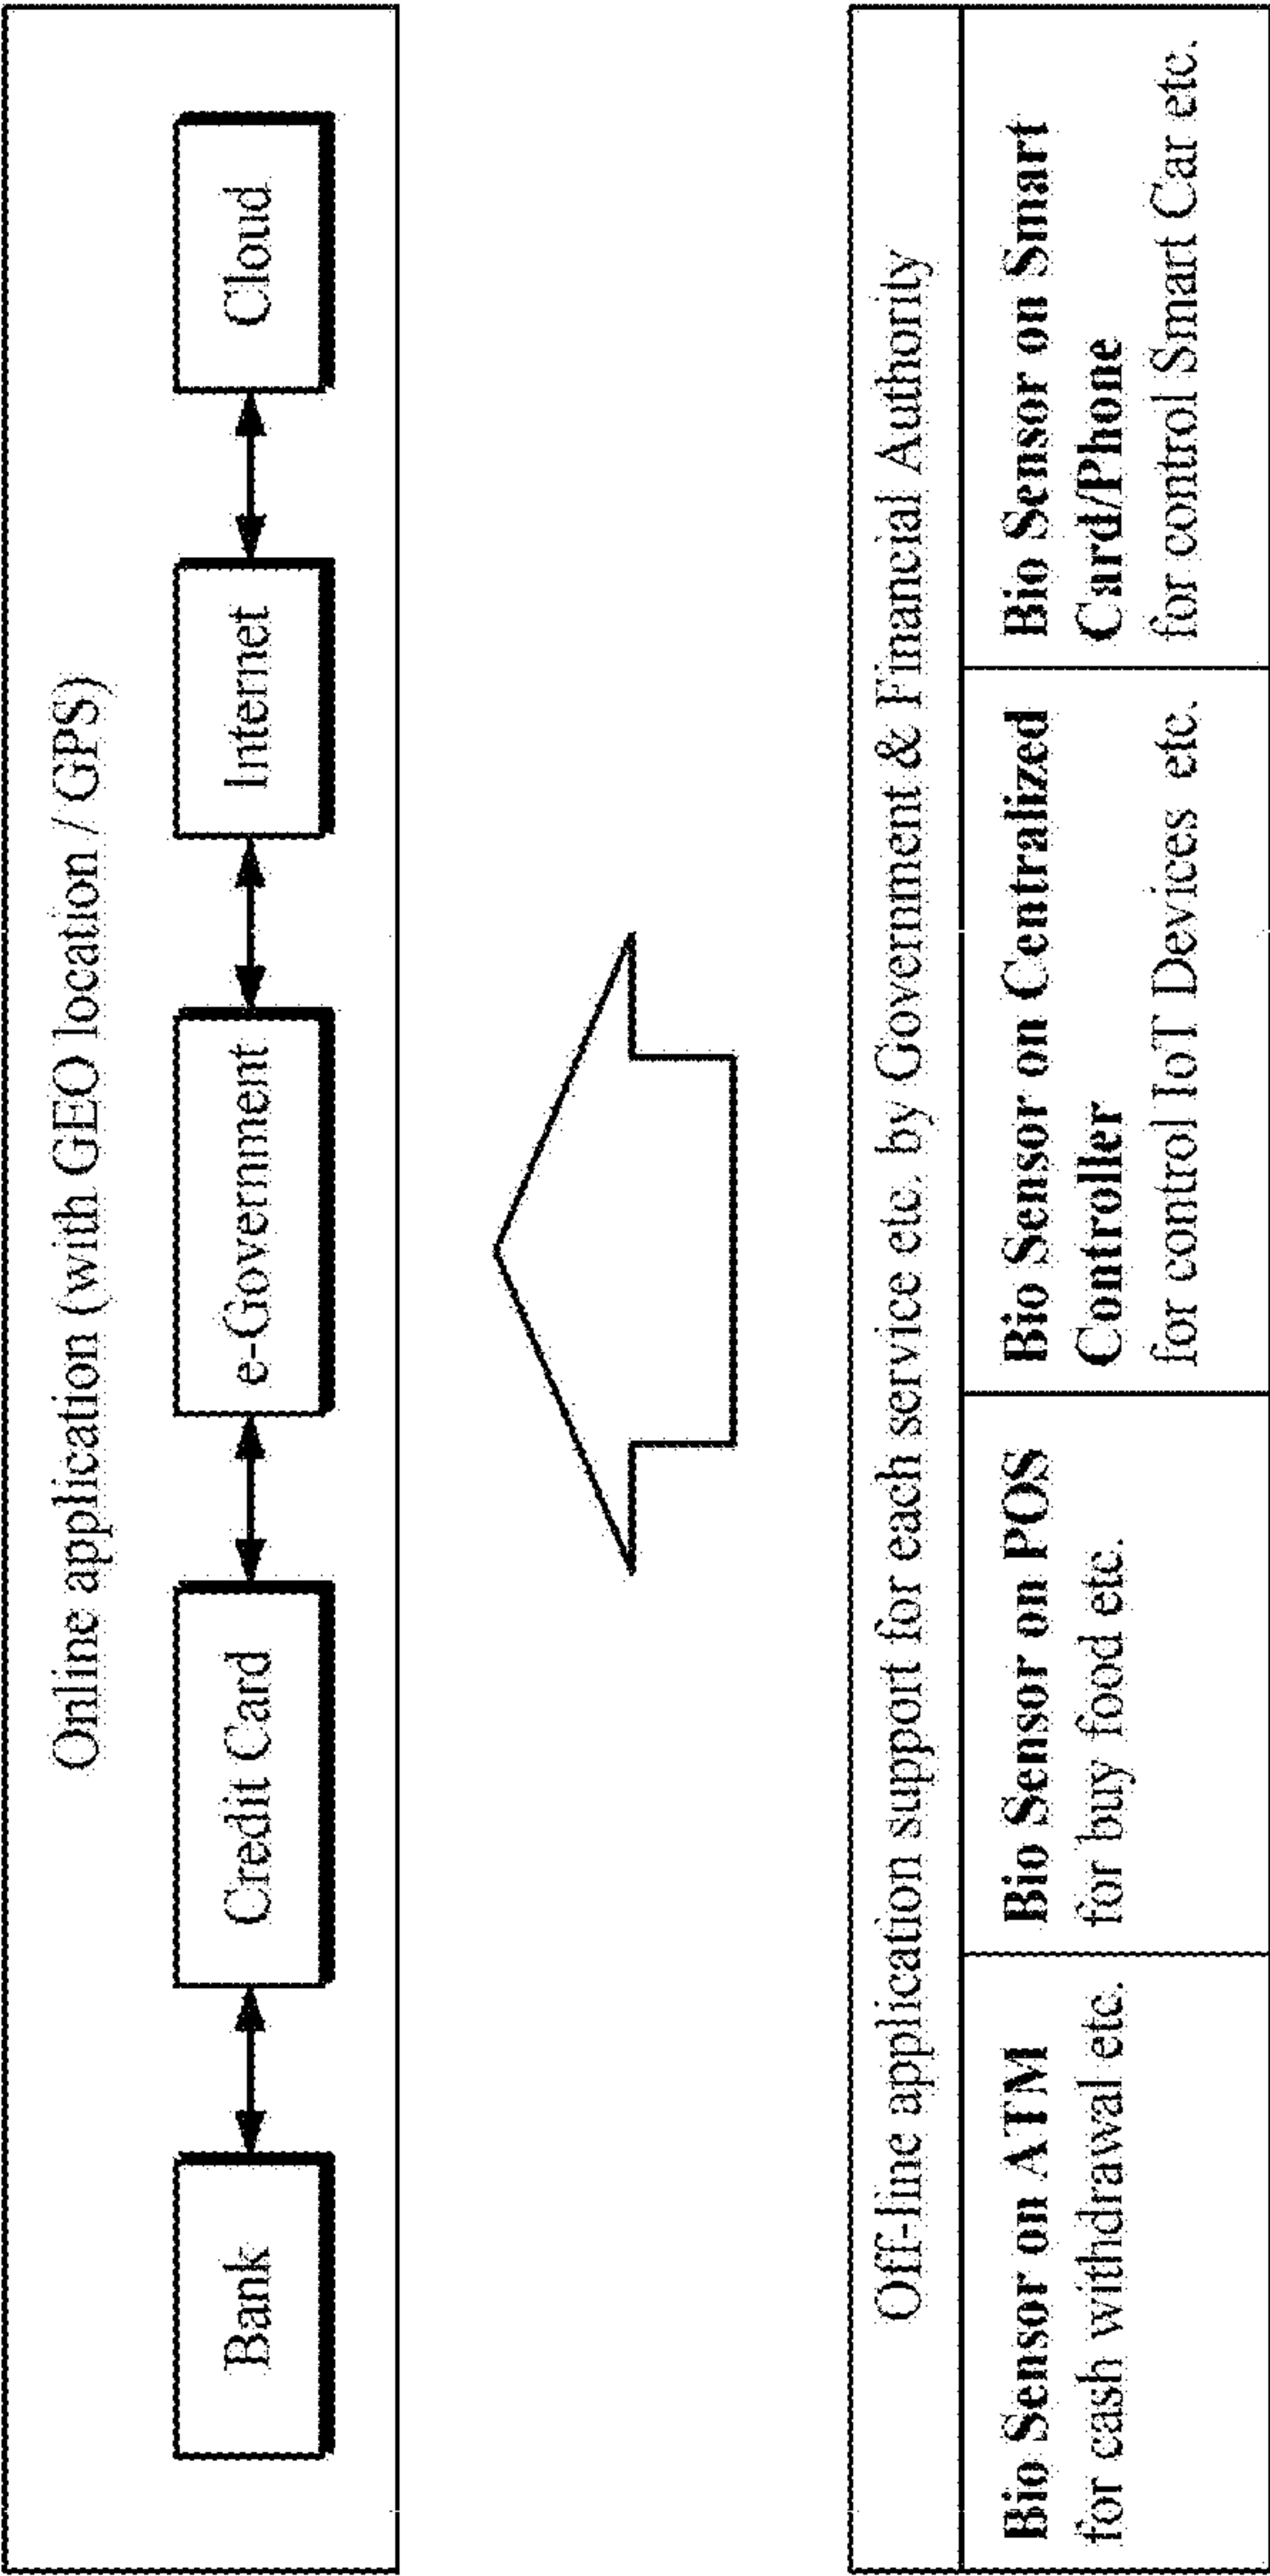 Online application (with GEO location / GPS)
Bank
Credit Card
e-Government
Internet
Cloud
Off-line application support for each service etc. by Government & Financial Authority
Bio Sensor on ATM
for cash withdrawal etc.
Bio Sensor on POS
for buy food etc.
Bio Sensor on Centralized
Controller
for control IoT Devices etc.
Bio Sensor on Smart
Card/Phone
for control Smart Car etc.